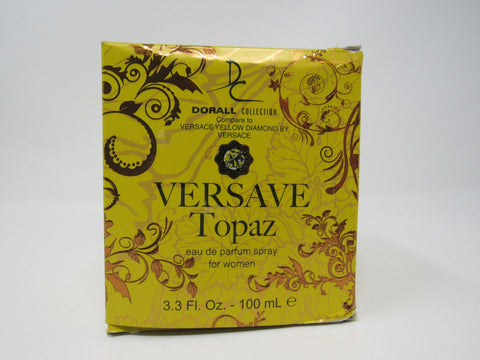 DC
DORALL COLLECTION
Compare to
VERSACE YELLOW DIAMOND BY
VERSACE
VERSAVE
Topaz
eau de parfum spray
for women
3.3 Fl. Oz. - 100 mL ℮